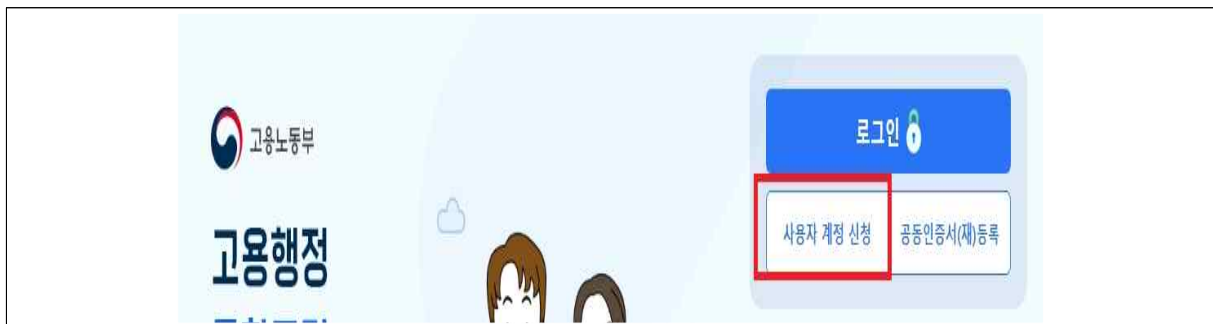 고용노동부
고용행정
로그인
사용자 계정 신청
공동인증서(재)등록